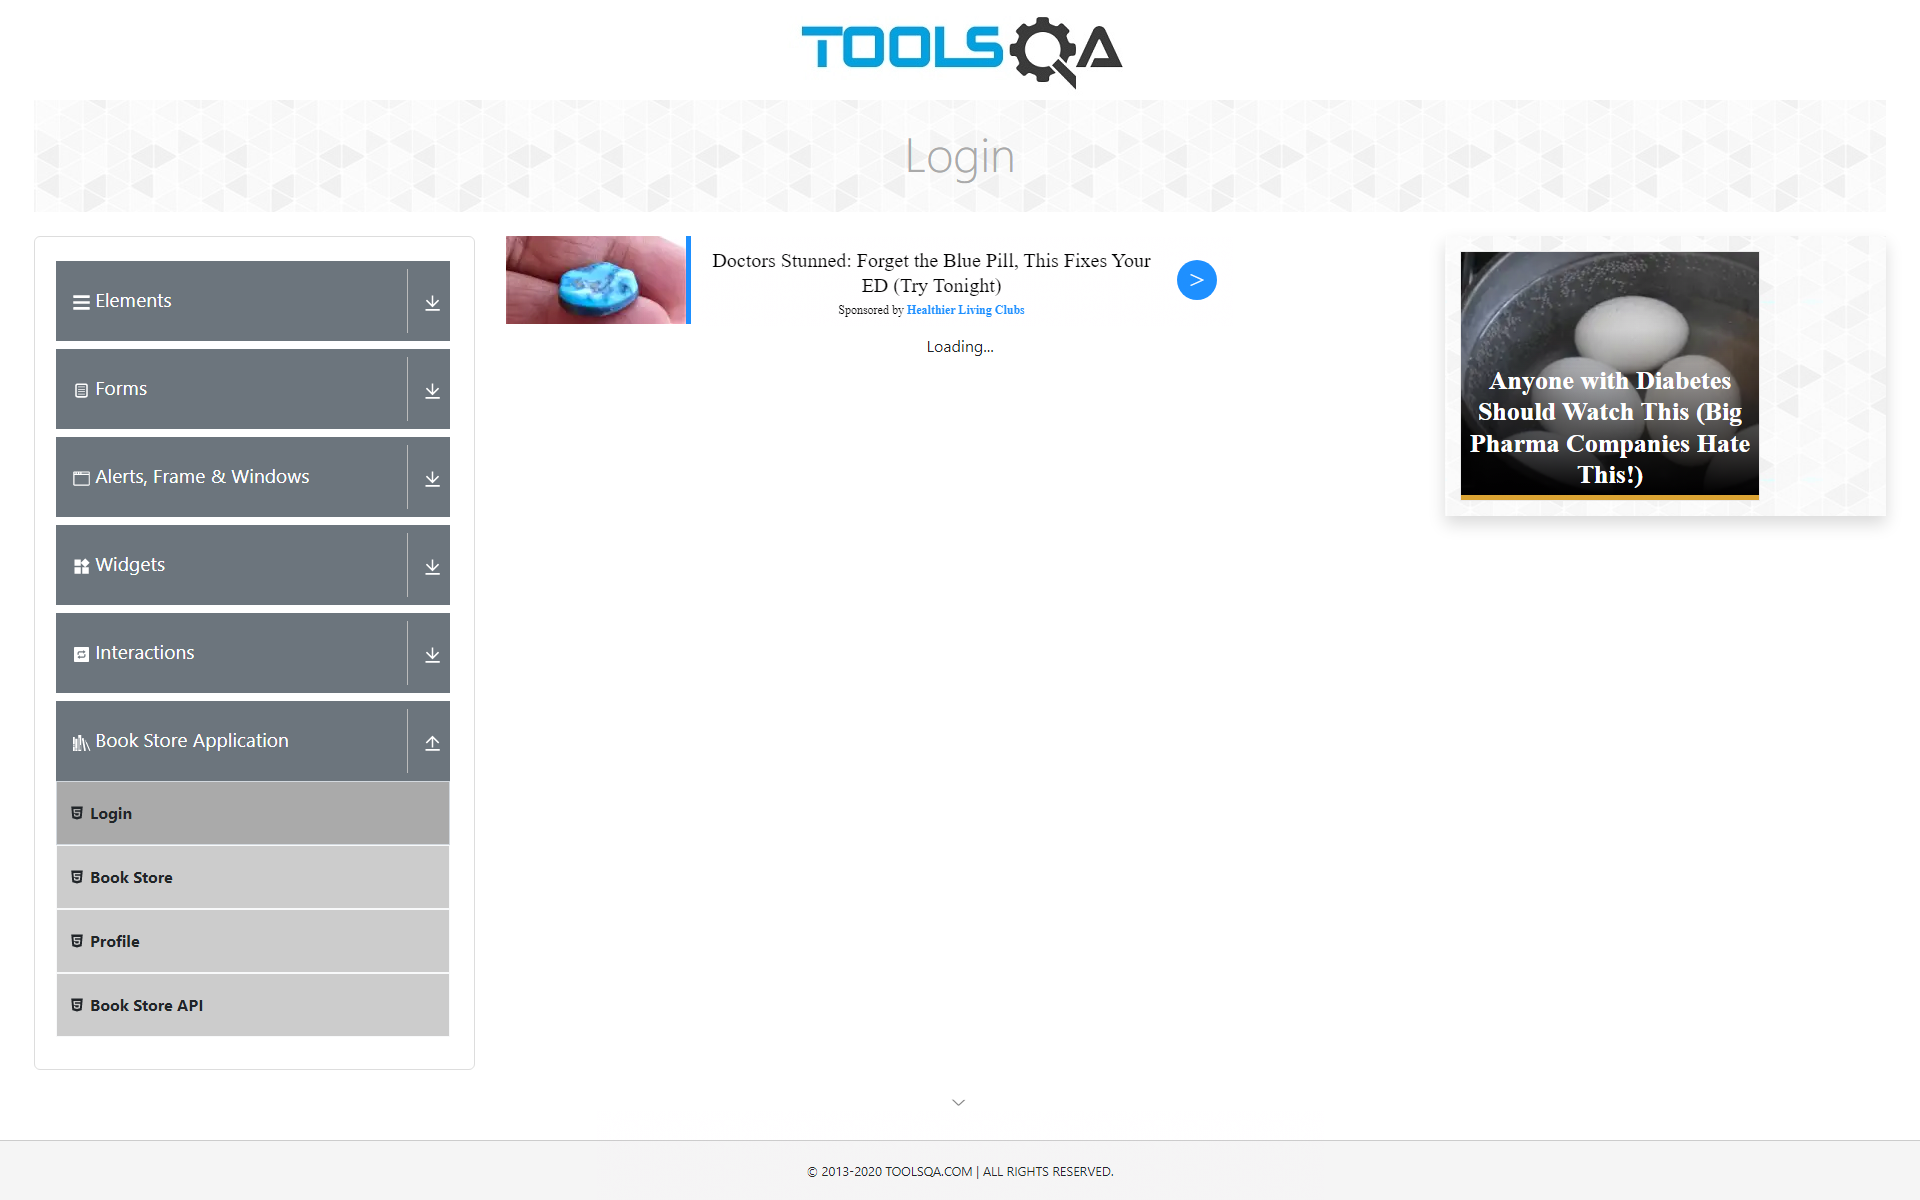 TOOLSQA
Login
Elements
Forms
Alerts, Frame & Windows
Widgets
Interactions
Book Store Application
Login
Book Store
Profile
Book Store API
Doctors Stunned: Forget the Blue Pill, This Fixes Your
ED (Try Tonight)
Sponsored by Healthier Living Clubs
>
Loading...
Anyone with Diabetes
Should Watch This (Big
Pharma Companies Hate
This!)
© 2013-2020 TOOLSQA.COM | ALL RIGHTS RESERVED.